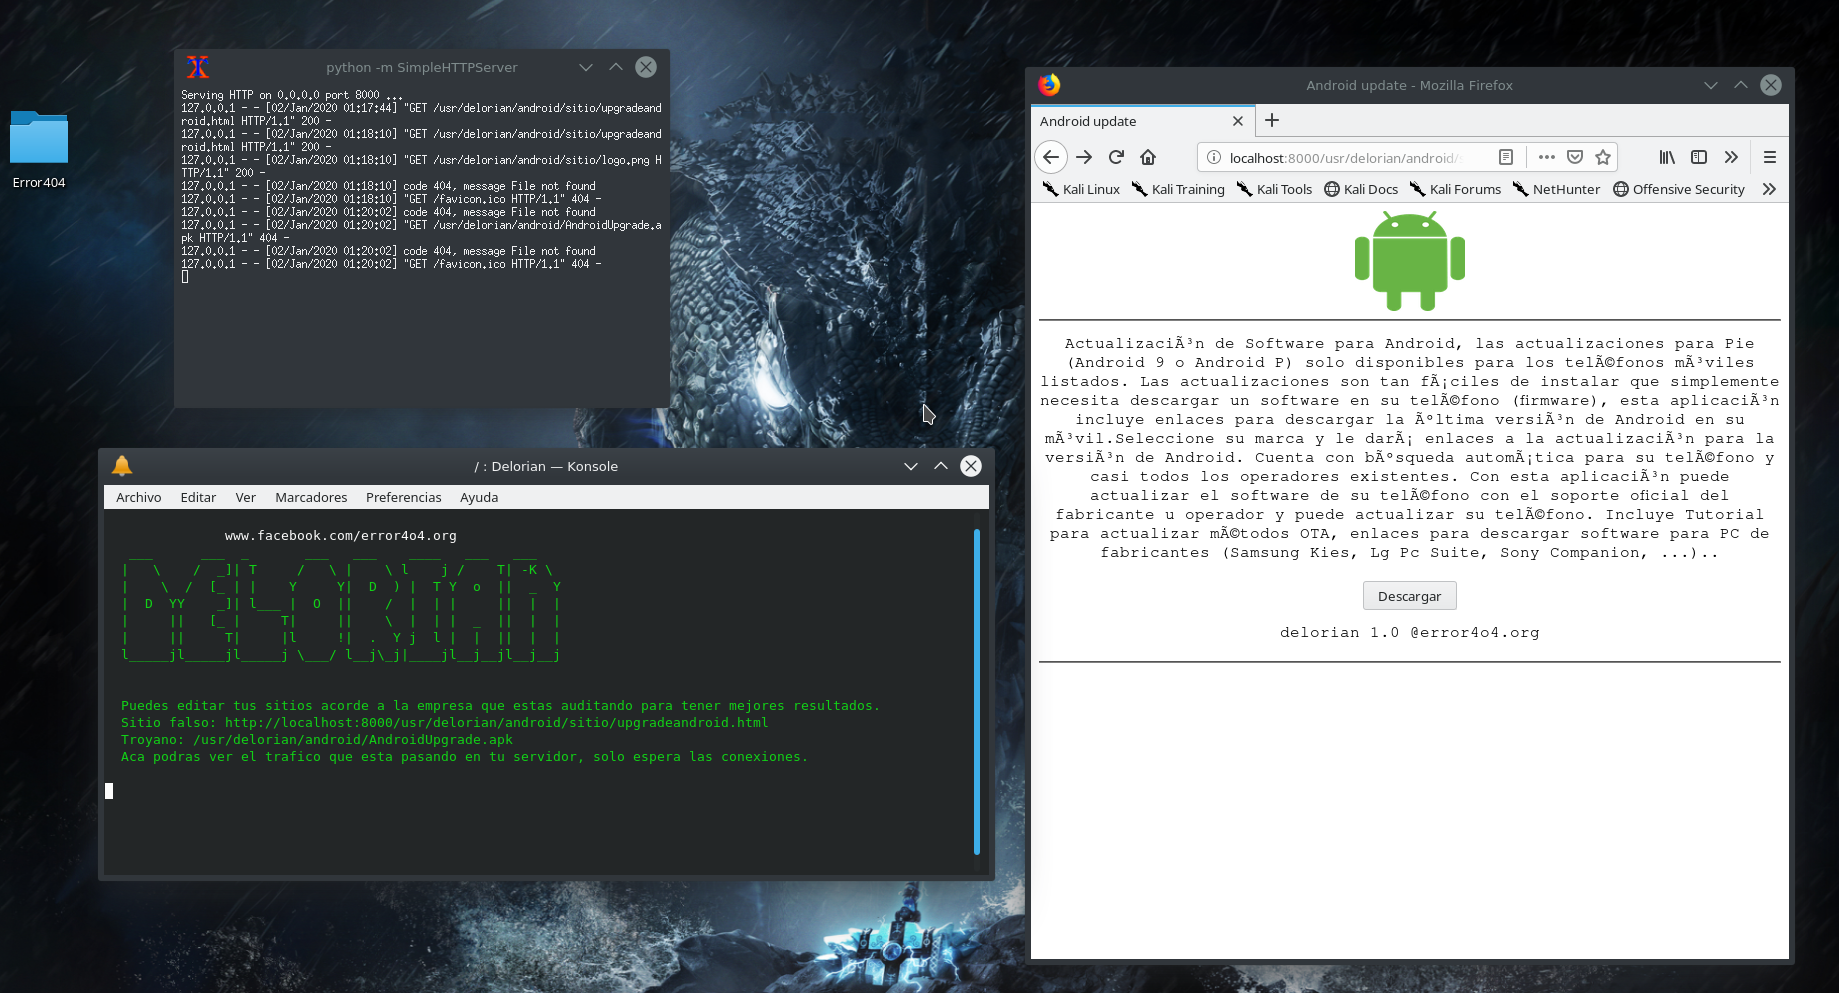 Error404
python -m SimpleHTTPServer
Serving HTTP on 0.0.0.0 port 8000 ...
127.0.0.1 - - [02/Jan/2020 01:17:44] "GET /usr/delorian/android/sitio/upgradeand
roid.html HTTP/1.1" 200 -
127.0.0.1 - - [02/Jan/2020 01:18:10] "GET /usr/delorian/android/sitio/upgradeand
roid.html HTTP/1.1" 200 -
127.0.0.1 - - [02/Jan/2020 01:18:10] "GET /usr/delorian/android/sitio/logo.png H
TTP/1.1" 200 -
127.0.0.1 - - [02/Jan/2020 01:18:10] code 404, message File not found
127.0.0.1 - - [02/Jan/2020 01:18:10] "GET /favicon.ico HTTP/1.1" 404 -
127.0.0.1 - - [02/Jan/2020 01:20:02] code 404, message File not found
127.0.0.1 - - [02/Jan/2020 01:20:02] "GET /usr/delorian/android/AndroidUpgrade.a
pk HTTP/1.1" 404 -
127.0.0.1 - - [02/Jan/2020 01:20:02] code 404, message File not found
127.0.0.1 - - [02/Jan/2020 01:20:02] "GET /favicon.ico HTTP/1.1" 404 -
/ : Delorian — Konsole
Archivo Editar Ver Marcadores Preferencias Ayuda
www.facebook.com/error4o4.org
DELORIAN
Puedes editar tus sitios acorde a la empresa que estas auditando para tener mejores resultados.
Sitio falso: http://localhost:8000/usr/delorian/android/sitio/upgradeandroid.html
Troyano: /usr/delorian/android/AndroidUpgrade.apk
Aca podras ver el trafico que esta pasando en tu servidor, solo espera las conexiones.
Android update - Mozilla Firefox
Android update
localhost:8000/usr/delorian/android/s
Kali Linux Kali Training Kali Tools Kali Docs Kali Forums NetHunter Offensive Security
ActualizaciÃ³n de Software para Android, las actualizaciones para Pie
(Android 9 o Android P) solo disponibles para los telÃ©fonos mÃ³viles
listados. Las actualizaciones son tan fÃ¡ciles de instalar que simplemente
necesita descargar un software en su telÃ©fono (firmware), esta aplicaciÃ³n
incluye enlaces para descargar la Ãºltima versiÃ³n de Android en su
mÃ³vil.Seleccione su marca y le darÃ¡ enlaces a la actualizaciÃ³n para la
versiÃ³n de Android. Cuenta con bÃºsqueda automÃ¡tica para su telÃ©fono y
casi todos los operadores existentes. Con esta aplicaciÃ³n puede
actualizar el software de su telÃ©fono con el soporte oficial del
fabricante u operador y puede actualizar su telÃ©fono. Incluye Tutorial
para actualizar mÃ©todos OTA, enlaces para descargar software para PC de
fabricantes (Samsung Kies, Lg Pc Suite, Sony Companion, ...)..
Descargar
delorian 1.0 @error4o4.org